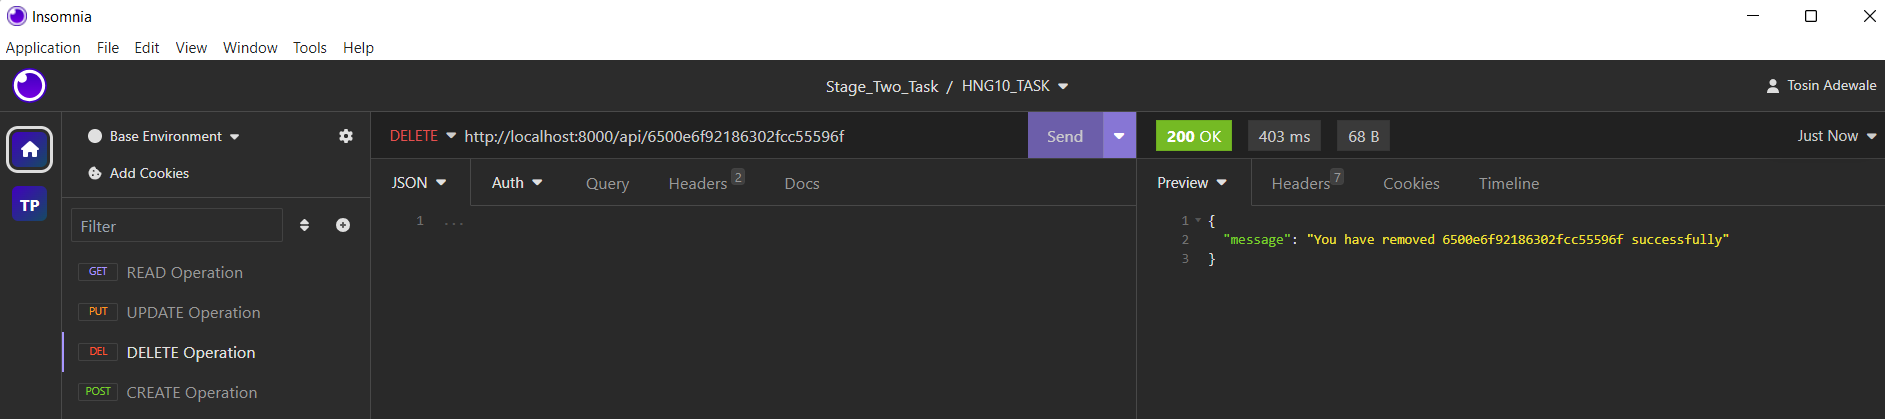 Insomnia
Application File Edit View Window Tools Help
Stage_Two_Task / HNG10_TASK
Tosin Adewale
Base Environment
Add Cookies
TP
Filter
GET READ Operation
PUT UPDATE Operation
DEL DELETE Operation
POST CREATE Operation
DELETE http://localhost:8000/api/6500e6f92186302fcc55596f Send
JSON Auth Query Headers 2 Docs
1 ...
200 OK 403 ms 68 B Just Now
Preview Headers 7 Cookies Timeline
1 {
2 "message": "You have removed 6500e6f92186302fcc55596f successfully"
3 }